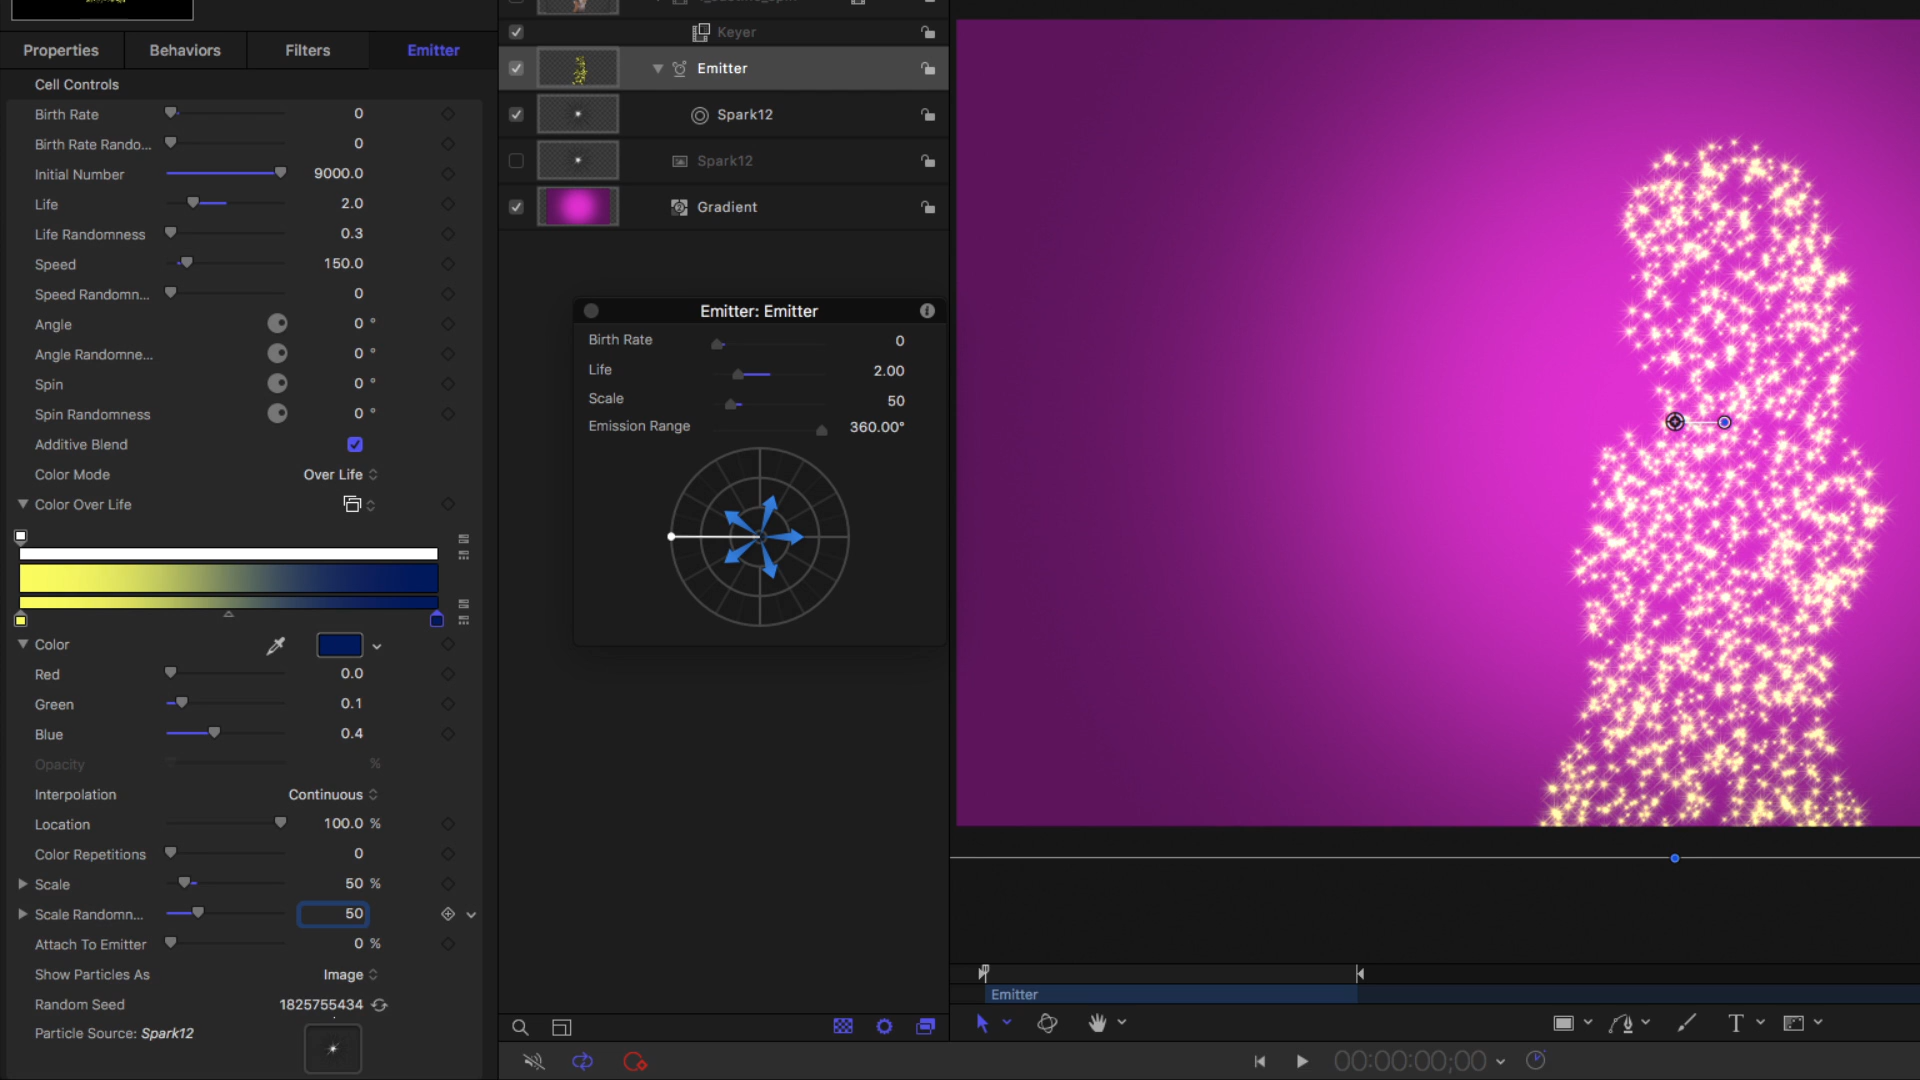 Properties
Behaviors
Filters
Emitter
Cell Controls
Birth Rate 0
Birth Rate Rando... 0
Initial Number 9000.0
Life 2.0
Life Randomness 0.3
Speed 150.0
Speed Randomn... 0
Angle 0 °
Angle Randomne... 0 °
Spin 0 °
Spin Randomness 0 °
Additive Blend
Color Mode Over Life
Color Over Life
Color
Red 0.0
Green 0.1
Blue 0.4
Opacity %
Interpolation Continuous
Location 100.0 %
Color Repetitions 0
Scale 50 %
Scale Randomn... 50
Attach To Emitter 0 %
Show Particles As Image
Random Seed 1825755434
Particle Source: Spark12
Keyer
Emitter
Spark12
Spark12
Gradient
Emitter: Emitter
Birth Rate 0
Life 2.00
Scale 50
Emission Range 360.00°
Emitter
T
00:00:00;00